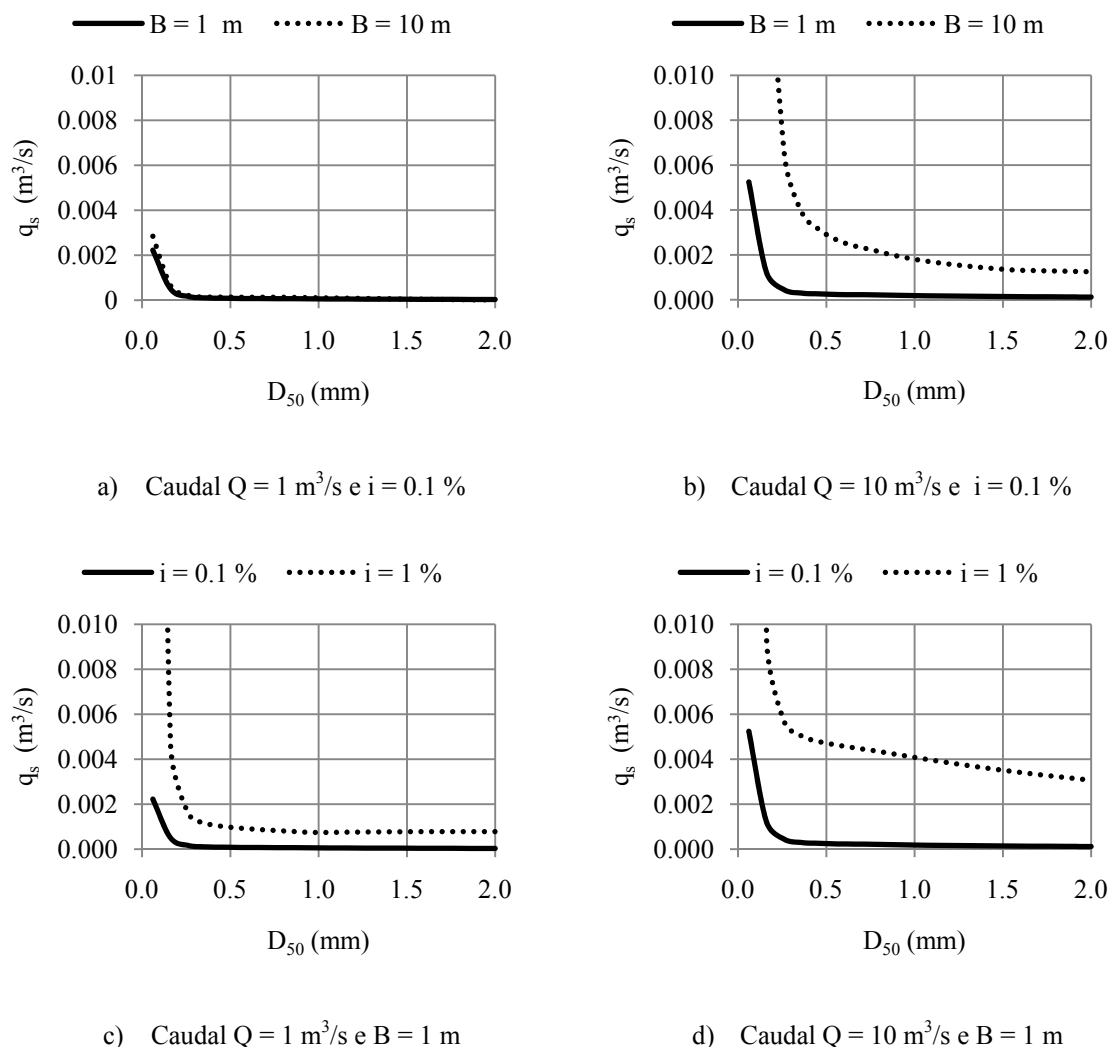 B = 1 m B = 10 m
0.01
0.008
0.006
0.004
0.002
0
q_s (m³/s)
0.0 0.5 1.0 1.5 2.0
D₅₀ (mm)
a) Caudal Q = 1 m³/s e i = 0.1 %
B = 1 m B = 10 m
0.010
0.008
0.006
0.004
0.002
0.000
q_s (m³/s)
0.0 0.5 1.0 1.5 2.0
D₅₀ (mm)
b) Caudal Q = 10 m³/s e i = 0.1 %
i = 0.1 % i = 1 %
0.010
0.008
0.006
0.004
0.002
0.000
q_s (m³/s)
0.0 0.5 1.0 1.5 2.0
D₅₀ (mm)
c) Caudal Q = 1 m³/s e B = 1 m
i = 0.1 % i = 1 %
0.010
0.008
0.006
0.004
0.002
0.000
q_s (m³/s)
0.0 0.5 1.0 1.5 2.0
D₅₀ (mm)
d) Caudal Q = 10 m³/s e B = 1 m